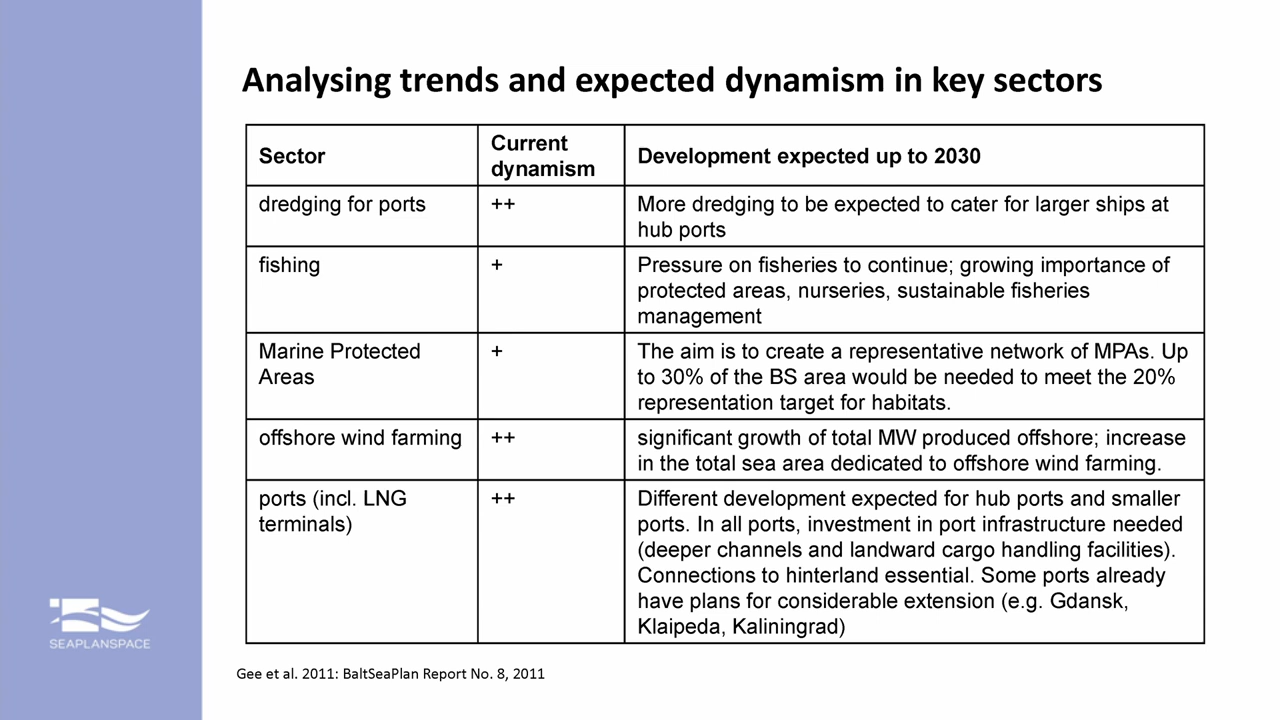 Analysing trends and expected dynamism in key sectors
Sector
Current
dynamism
Development expected up to 2030
dredging for ports
++
More dredging to be expected to cater for larger ships at
hub ports
fishing
+
Pressure on fisheries to continue; growing importance of
protected areas, nurseries, sustainable fisheries
management
Marine Protected
Areas
+
The aim is to create a representative network of MPAs. Up
to 30% of the BS area would be needed to meet the 20%
representation target for habitats.
offshore wind farming
++
significant growth of total MW produced offshore; increase
in the total sea area dedicated to offshore wind farming.
ports (incl. LNG
terminals)
++
Different development expected for hub ports and smaller
ports. In all ports, investment in port infrastructure needed
(deeper channels and landward cargo handling facilities).
Connections to hinterland essential. Some ports already
have plans for considerable extension (e.g. Gdansk,
Klaipeda, Kaliningrad)
SEAPLANSPACE
Gee et al. 2011: BaltSeaPlan Report No. 8, 2011